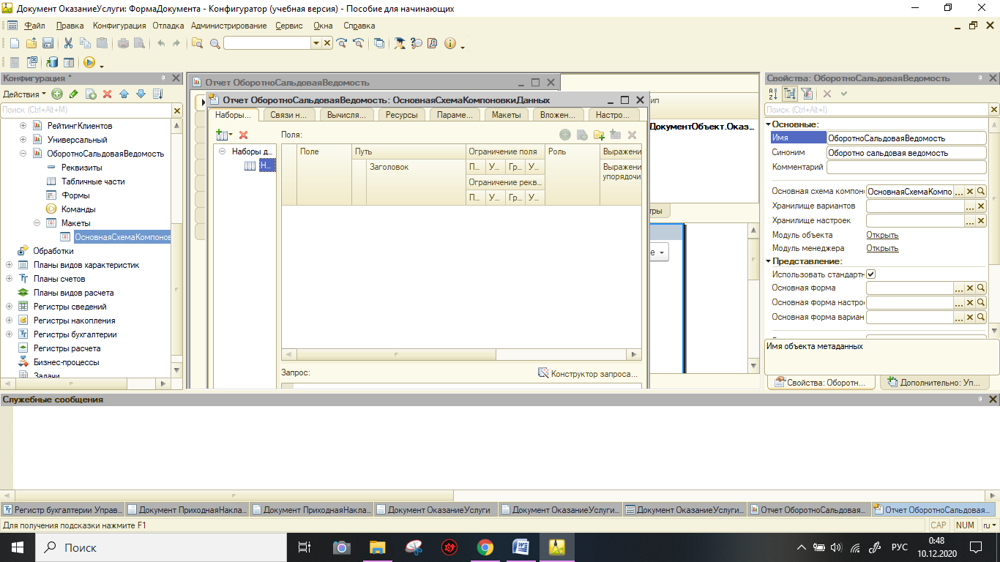 Документ ОказаниеУслуги: ФормаДокумента - Конфигуратор (учебная версия) - Пособие для начинающих
Файл Правка Конфигурация Отладка Администрирование Сервис Окна Справка
Конфигурация *
Действия
Поиск (Ctrl+Alt+M)
РейтингКлиентов
Универсальный
ОборотноСальдоваяВедомость
Реквизиты
Табличные части
Формы
Команды
Макеты
ОсновнаяСхемаКомпонов
Обработки
Планы видов характеристик
Планы счетов
Планы видов расчета
Регистры сведений
Регистры накопления
Регистры бухгалтерии
Регистры расчета
Бизнес-процессы
Задачи
Отчет ОборотноСальдоваяВедомость
Отчет ОборотноСальдоваяВедомость: ОсновнаяСхемаКомпоновкиДанных
Наборы... Связи н... Вычисля... Ресурсы Параме... Макеты Вложен... Настро...
Поля:
Наборы д...
Н...
Поле Путь Ограничение поля Роль Выражени
Заголовок П... У... Гр... У... Выражени
упорядочи
Ограничение рекв...
П... У... Гр... У...
Запрос:
Конструктор запроса...
ип
ДокументОбъект.Оказ...
тры
е
Свойства: ОборотноСальдоваяВедомость
Поиск (Ctrl+Alt+I)
Основные:
Имя ОборотноСальдоваяВедомость
Синоним Оборотно сальдовая ведомость
Комментарий
Основная схема компон ОсновнаяСхемаКомпо ...
Хранилище вариантов ...
Хранилище настроек ...
Модуль объекта Открыть
Модуль менеджера Открыть
Представление:
Использовать стандартн
Основная форма ...
Основная форма настро ...
Основная форма вариан ...
Имя объекта метаданных
Свойства: Оборотн... Дополнительно: Уп...
Служебные сообщения
Регистр бухгалтерии Управ... Документ ПриходнаяНакла... Документ ПриходнаяНакла... Документ ОказаниеУслуги Документ ОказаниеУслуги... Документ ОказаниеУслуги... Отчет ОборотноСальдовая... Отчет ОборотноСальдовая...
Для получения подсказки нажмите F1 CAP NUM ru
Поиск РУС 0:48
10.12.2020